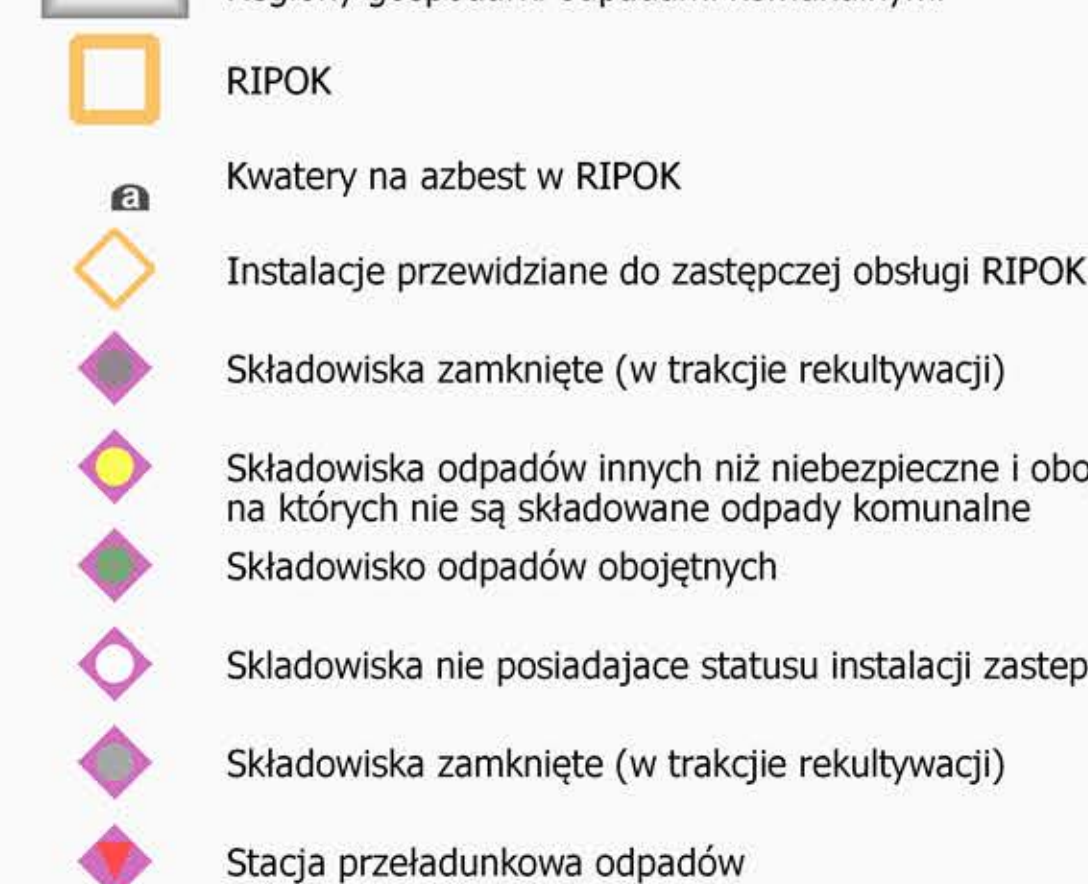 RIPOK
a
Kwatery na azbest w RIPOK
Instalacje przewidziane do zastępczej obsługi RIPOK
Składowiska zamknięte (w trakcjie rekultywacji)
Składowiska odpadów innych niż niebezpieczne i obo
na których nie są składowane odpady komunalne
Składowisko odpadów obojętnych
Skladowiska nie posiadajace statusu instalacji zastep
Składowiska zamknięte (w trakcjie rekultywacji)
Stacja przeładunkowa odpadów